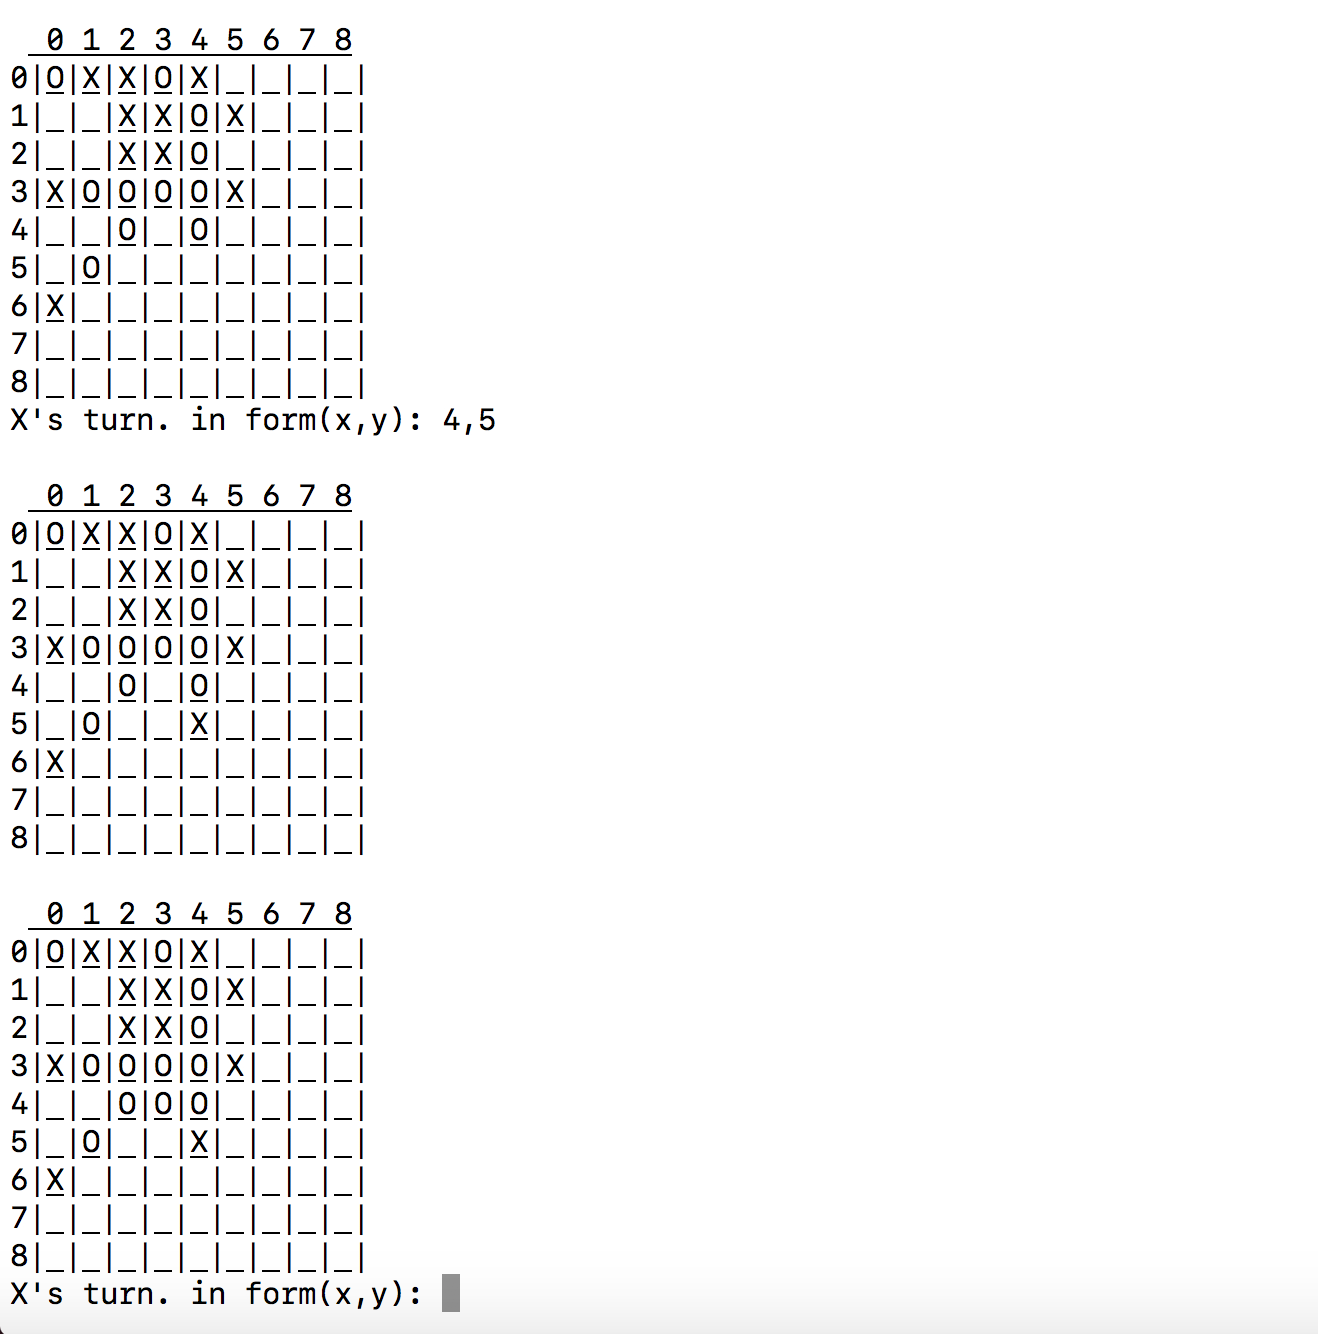 0 1 2 3 4 5 6 7 8
0|O|X|X|O|X|_|_|_|_|
1|_|_|X|X|O|X|_|_|_|
2|_|_|X|X|O|_|_|_|_|
3|X|O|O|O|O|X|_|_|_|
4|_|_|O|_|O|_|_|_|_|
5|_|O|_|_|_|_|_|_|_|
6|X|_|_|_|_|_|_|_|_|
7|_|_|_|_|_|_|_|_|_|
8|_|_|_|_|_|_|_|_|_|
X's turn. in form(x,y): 4,5
0 1 2 3 4 5 6 7 8
0|O|X|X|O|X|_|_|_|_|
1|_|_|X|X|O|X|_|_|_|
2|_|_|X|X|O|_|_|_|_|
3|X|O|O|O|O|X|_|_|_|
4|_|_|O|_|O|_|_|_|_|
5|_|O|_|_|X|_|_|_|_|
6|X|_|_|_|_|_|_|_|_|
7|_|_|_|_|_|_|_|_|_|
8|_|_|_|_|_|_|_|_|_|
0 1 2 3 4 5 6 7 8
0|O|X|X|O|X|_|_|_|_|
1|_|_|X|X|O|X|_|_|_|
2|_|_|X|X|O|_|_|_|_|
3|X|O|O|O|O|X|_|_|_|
4|_|_|O|O|O|_|_|_|_|
5|_|O|_|_|X|_|_|_|_|
6|X|_|_|_|_|_|_|_|_|
7|_|_|_|_|_|_|_|_|_|
8|_|_|_|_|_|_|_|_|_|
X's turn. in form(x,y):